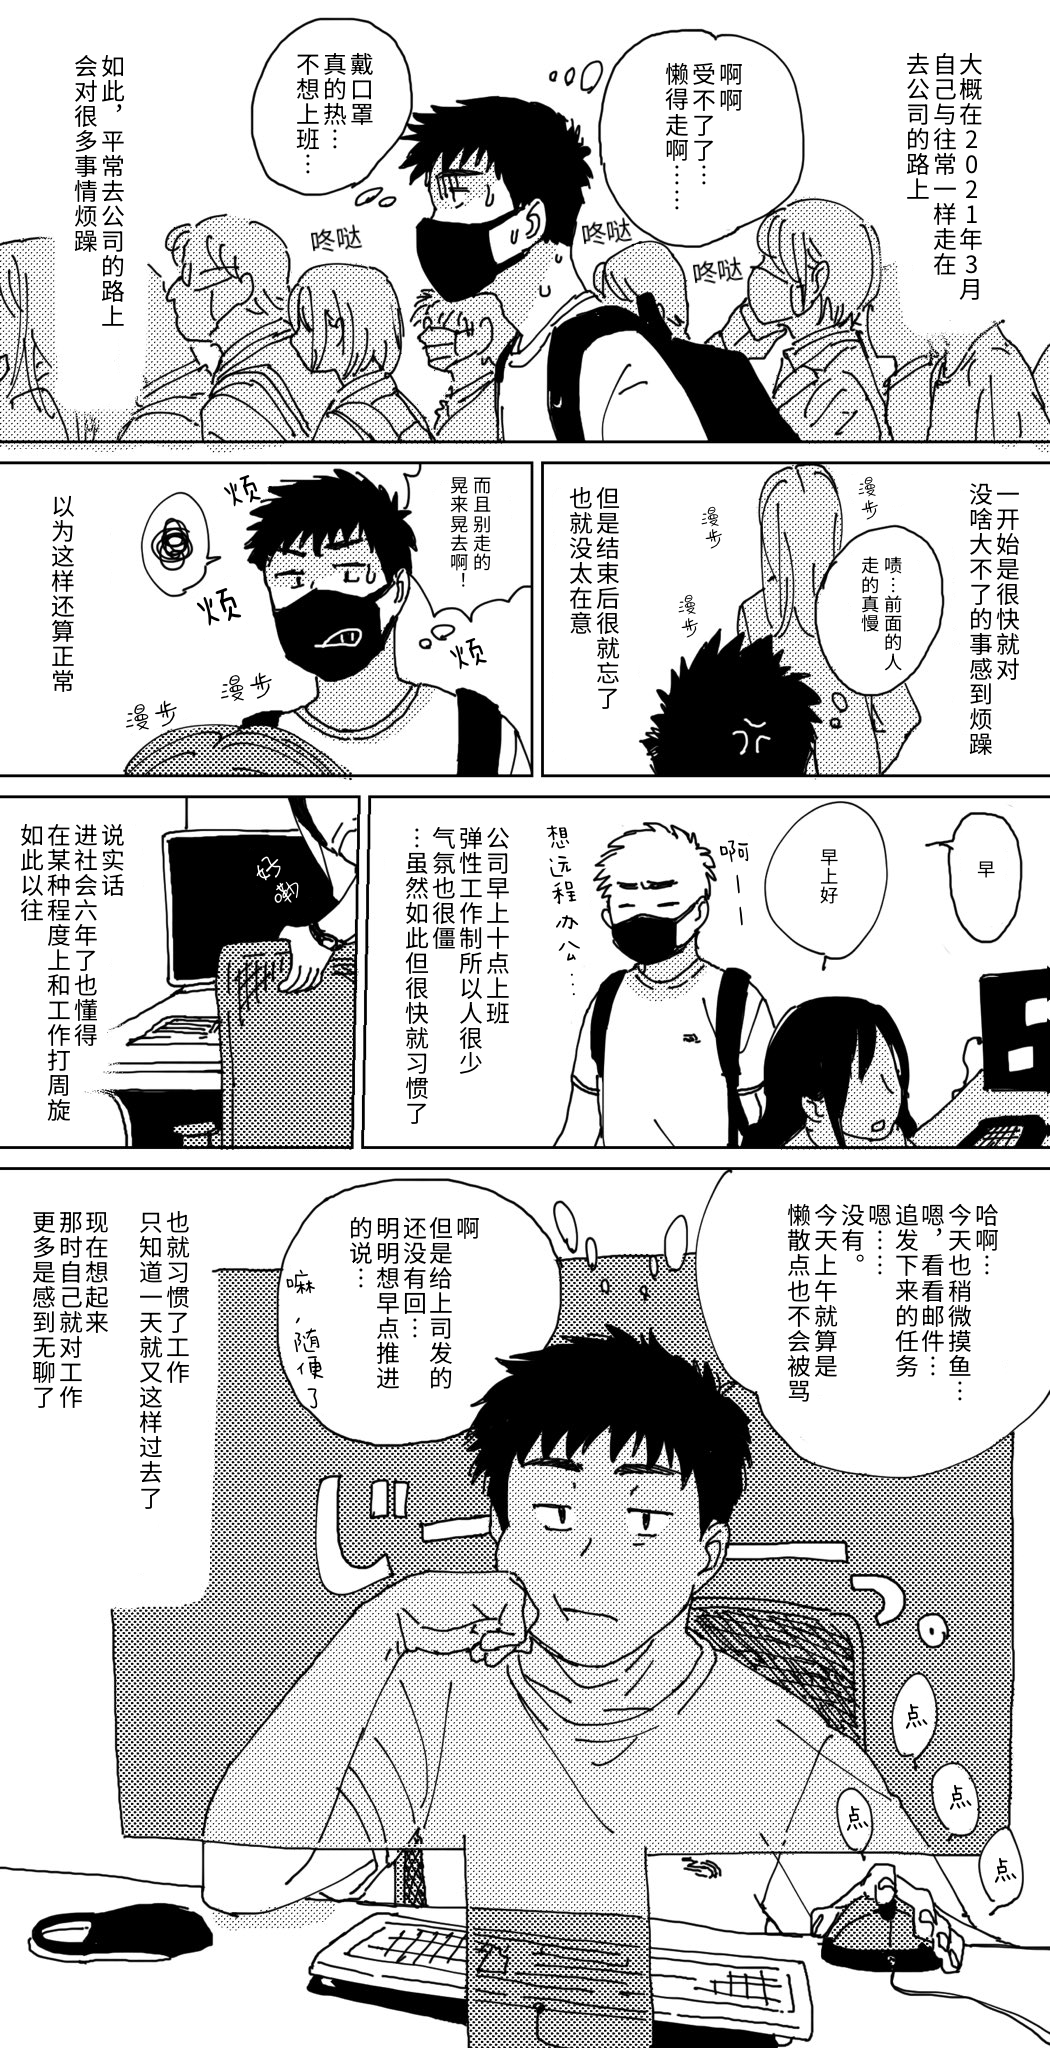 大概在2021年3月
自己与往常一样走在
去公司的路上
啊啊
受不了了…
懒得走啊……
戴口罩
真的热…
不想上班…
咚哒
咚哒
咚哒
如此，平常去公司的路上
会对很多事情烦躁
一开始是很快就对
没啥大不了的事感到烦躁
漫步
啧…前面的人
走的真慢
漫步
漫步
但是结束后很就忘了
也就没太在意
而且别走的
晃来晃去啊！
烦
烦
烦
漫步
漫步
以为这样还算正常
早
早上好
啊——
想远程办公…
公司早上十点上班
弹性工作制所以人很少
气氛也很僵
…虽然如此但很快就习惯了
好嘞
说实话
进社会六年了也懂得
在某种程度上和工作打周旋
如此以往
哈啊…
今天也稍微摸鱼…
嗯，看看邮件…
追发下来的任务
嗯……
没有。
今天上午就算是
懒散点也不会被骂
啊
但是给上司发的
还没有回…
明明想早点推进
的说…
嘛，随便了
じーっ
点
点
点
点
也就习惯了工作
只知道一天就又这样过去了
现在想起来
那时自己就对工作
更多是感到无聊了